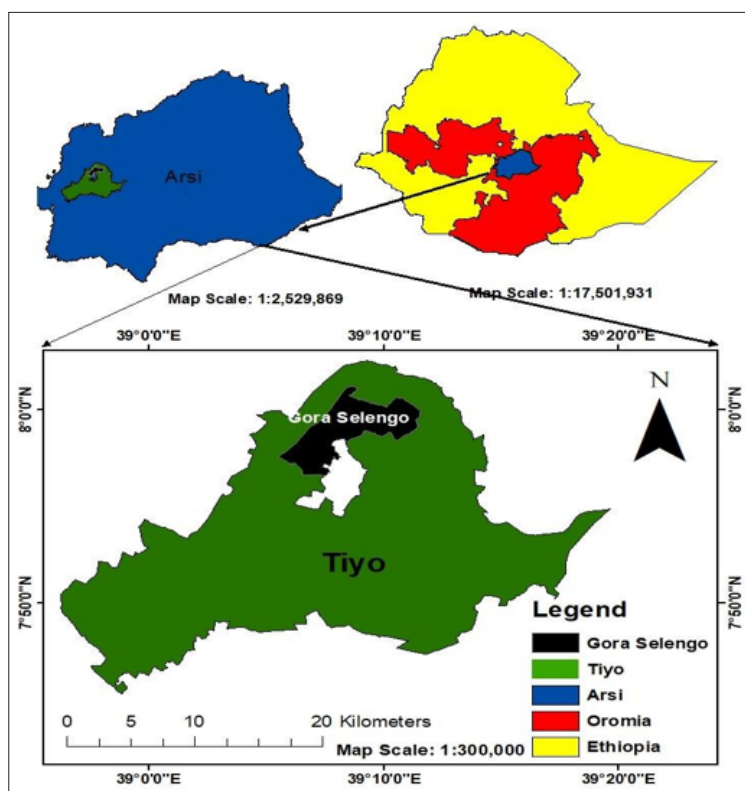 Arsi
Map Scale: 1:2,529,869
Map Scale: 1:17,501,931
39°0'0"E
39°10'0"E
39°20'0"E
8°0'0"N
8°0'0"N
N
Gora Selengo
Tiyo
7°50'0"N
7°50'0"N
Legend
Gora Selengo
Tiyo
Arsi
Oromia
Ethiopia
0 5 10 20 Kilometers
Map Scale: 1:300,000
39°0'0"E
39°10'0"E
39°20'0"E